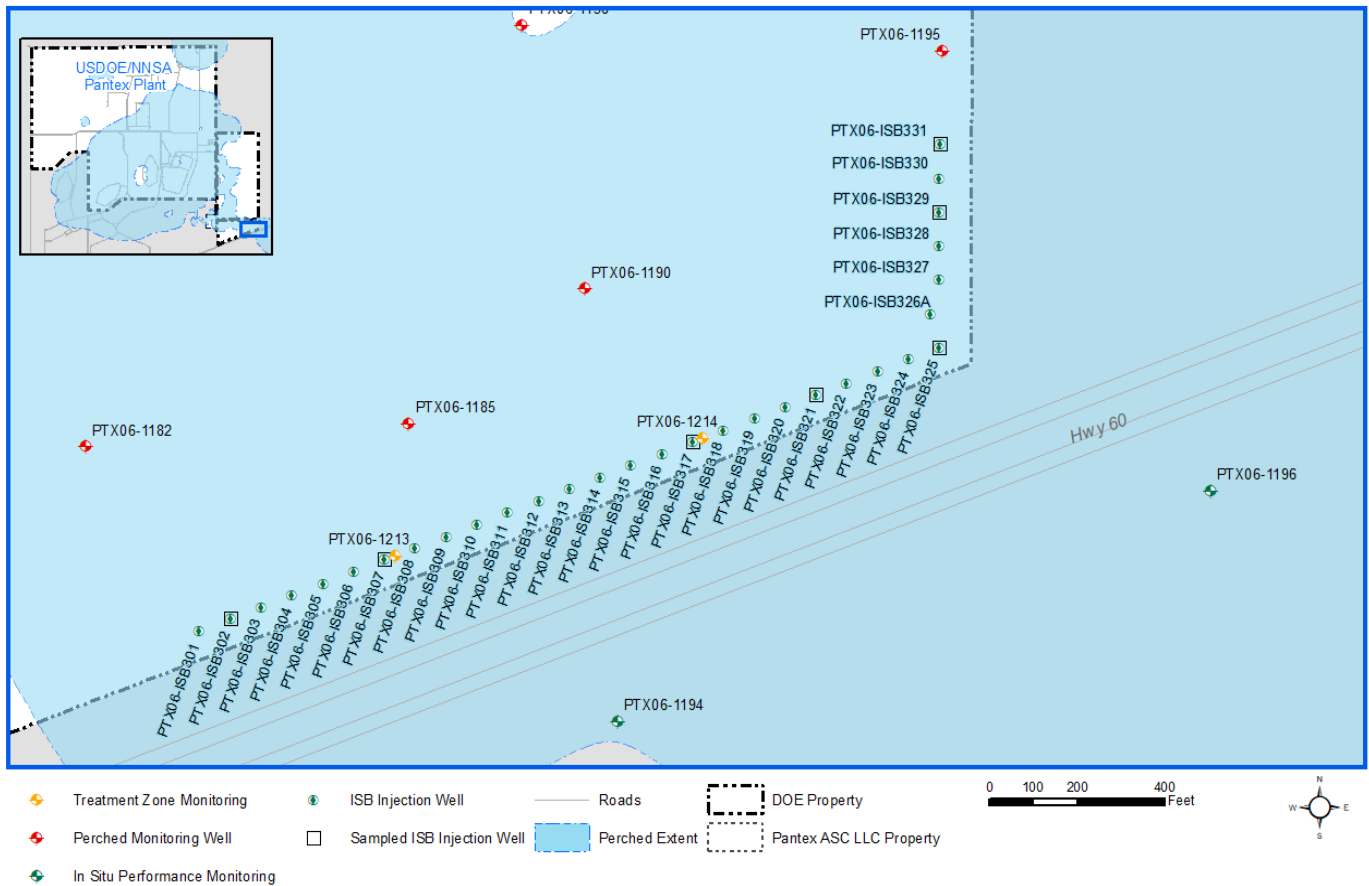 PTX06-1195
USDOE/NNSA
Pantex Plant
PTX06-ISB331
PTX06-ISB330
PTX06-ISB329
PTX06-ISB328
PTX06-ISB327
PTX06-ISB326A
PTX06-1190
PTX06-1185
PTX06-1182
PTX06-1214
PTX06-1213
Hwy 60
PTX06-1196
PTX06-1194
PTX06-ISB301
PTX06-ISB302
PTX06-ISB303
PTX06-ISB304
PTX06-ISB305
PTX06-ISB306
PTX06-ISB307
PTX06-ISB308
PTX06-ISB309
PTX06-ISB310
PTX06-ISB311
PTX06-ISB312
PTX06-ISB313
PTX06-ISB314
PTX06-ISB315
PTX06-ISB316
PTX06-ISB317
PTX06-ISB318
PTX06-ISB319
PTX06-ISB320
PTX06-ISB321
PTX06-ISB322
PTX06-ISB323
PTX06-ISB324
PTX06-ISB325
Treatment Zone Monitoring
Perched Monitoring Well
In Situ Performance Monitoring
ISB Injection Well
Sampled ISB Injection Well
Roads
Perched Extent
DOE Property
Pantex ASC LLC Property
0 100 200 400
Feet
N
W E
S